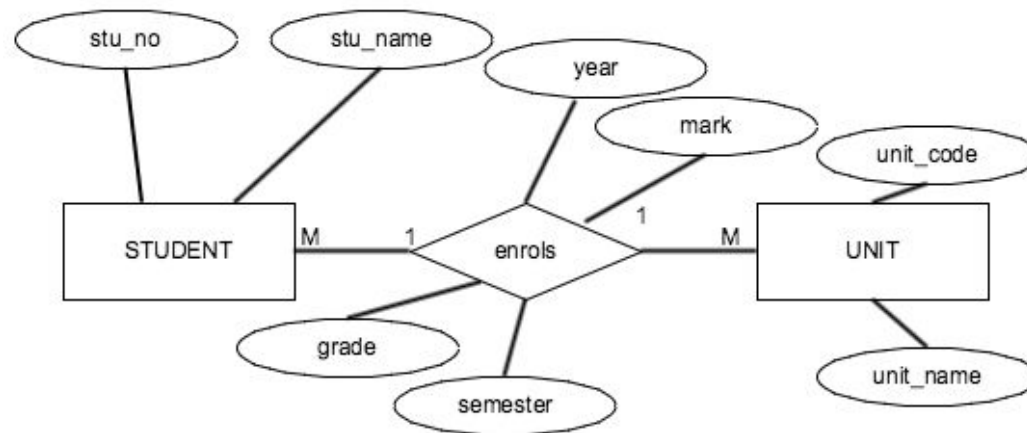 stu_no
stu_name
year
mark
unit_code
STUDENT
M
1
enrols
1
M
UNIT
grade
semester
unit_name